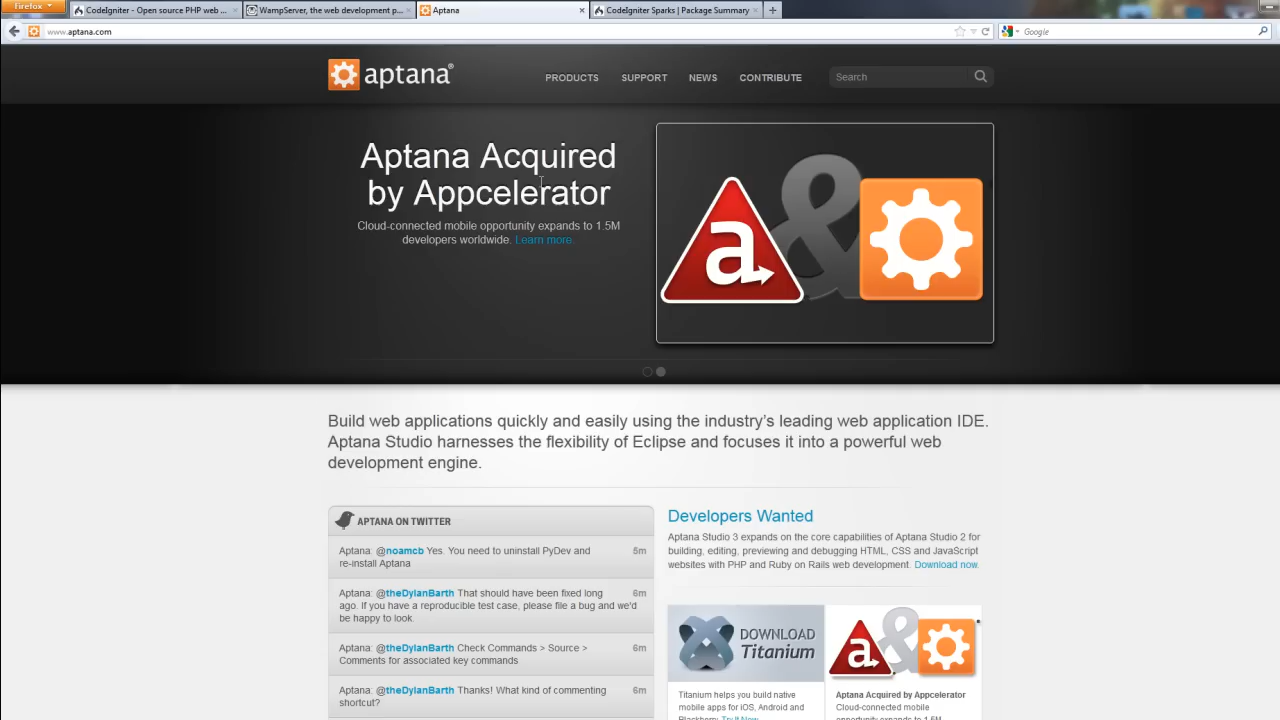 Firefox
CodeIgniter - Open source PHP web ...
WampServer, the web development p...
Aptana
CodeIgniter Sparks | Package Summary
www.aptana.com
Google
aptana®
PRODUCTS
SUPPORT
NEWS
CONTRIBUTE
Search
Aptana Acquired
by Appcelerator
Cloud-connected mobile opportunity expands to 1.5M
developers worldwide. Learn more.
a
&
Build web applications quickly and easily using the industry's leading web application IDE.
Aptana Studio harnesses the flexibility of Eclipse and focuses it into a powerful web
development engine.
APTANA ON TWITTER
Aptana: @noamcb Yes. You need to uninstall PyDev and 5m
re-install Aptana
Aptana: @theDylanBarth That should have been fixed long 6m
ago. If you have a reproducible test case, please file a bug and we'd
be happy to look.
Aptana: @theDylanBarth Check Commands > Source > 6m
Comments for associated key commands
Aptana: @theDylanBarth Thanks! What kind of commenting 6m
shortcut?
Developers Wanted
Aptana Studio 3 expands on the core capabilities of Aptana Studio 2 for
building, editing, previewing and debugging HTML, CSS and JavaScript
websites with PHP and Ruby on Rails web development. Download now.
DOWNLOAD
Titanium
a
&
Titanium helps you build native
mobile apps for iOS, Android and
Blackberry. Try It Now.
Aptana Acquired by Appcelerator
Cloud-connected mobile
opportunity expands to 1.5M